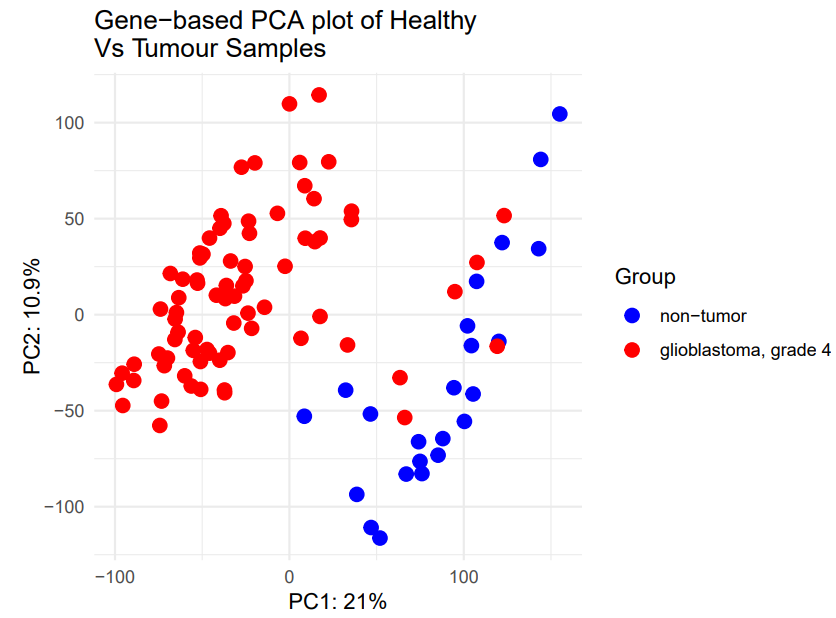 Gene−based PCA plot of Healthy
Vs Tumour Samples
100
50
0
−50
−100
PC2: 10.9%
−100 0 100
PC1: 21%
Group
non−tumor
glioblastoma, grade 4